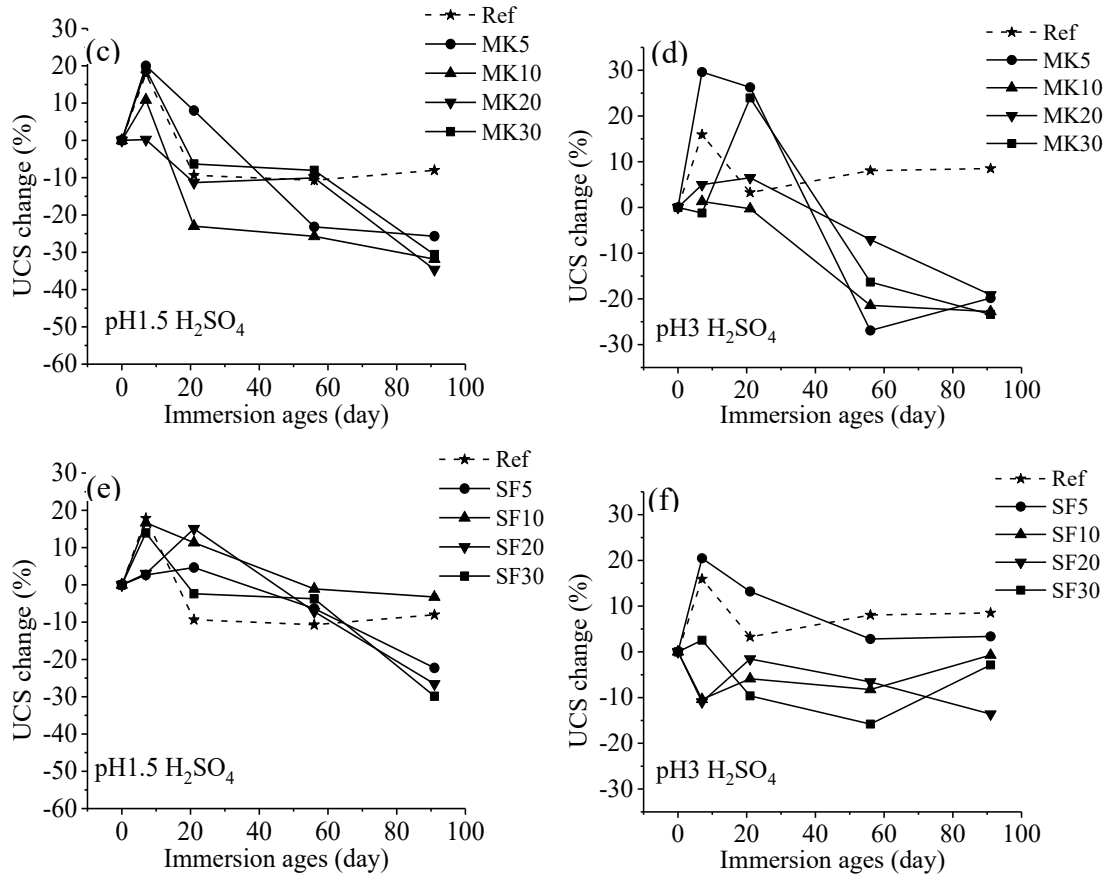 (c)
Ref
MK5
MK10
MK20
MK30
30
20
10
0
-10
-20
-30
-40
-50
-60
UCS change (%)
pH1.5 H₂SO₄
0 20 40 60 80 100
Immersion ages (day)
(d)
Ref
MK5
MK10
MK20
MK30
30
20
10
0
-10
-20
-30
UCS change (%)
pH3 H₂SO₄
0 20 40 60 80 100
Immersion ages (day)
(e)
Ref
SF5
SF10
SF20
SF30
30
20
10
0
-10
-20
-30
-40
-50
-60
UCS change (%)
pH1.5 H₂SO₄
0 20 40 60 80 100
Immersion ages (day)
(f)
Ref
SF5
SF10
SF20
SF30
30
20
10
0
-10
-20
-30
UCS change (%)
pH3 H₂SO₄
0 20 40 60 80 100
Immersion ages (day)